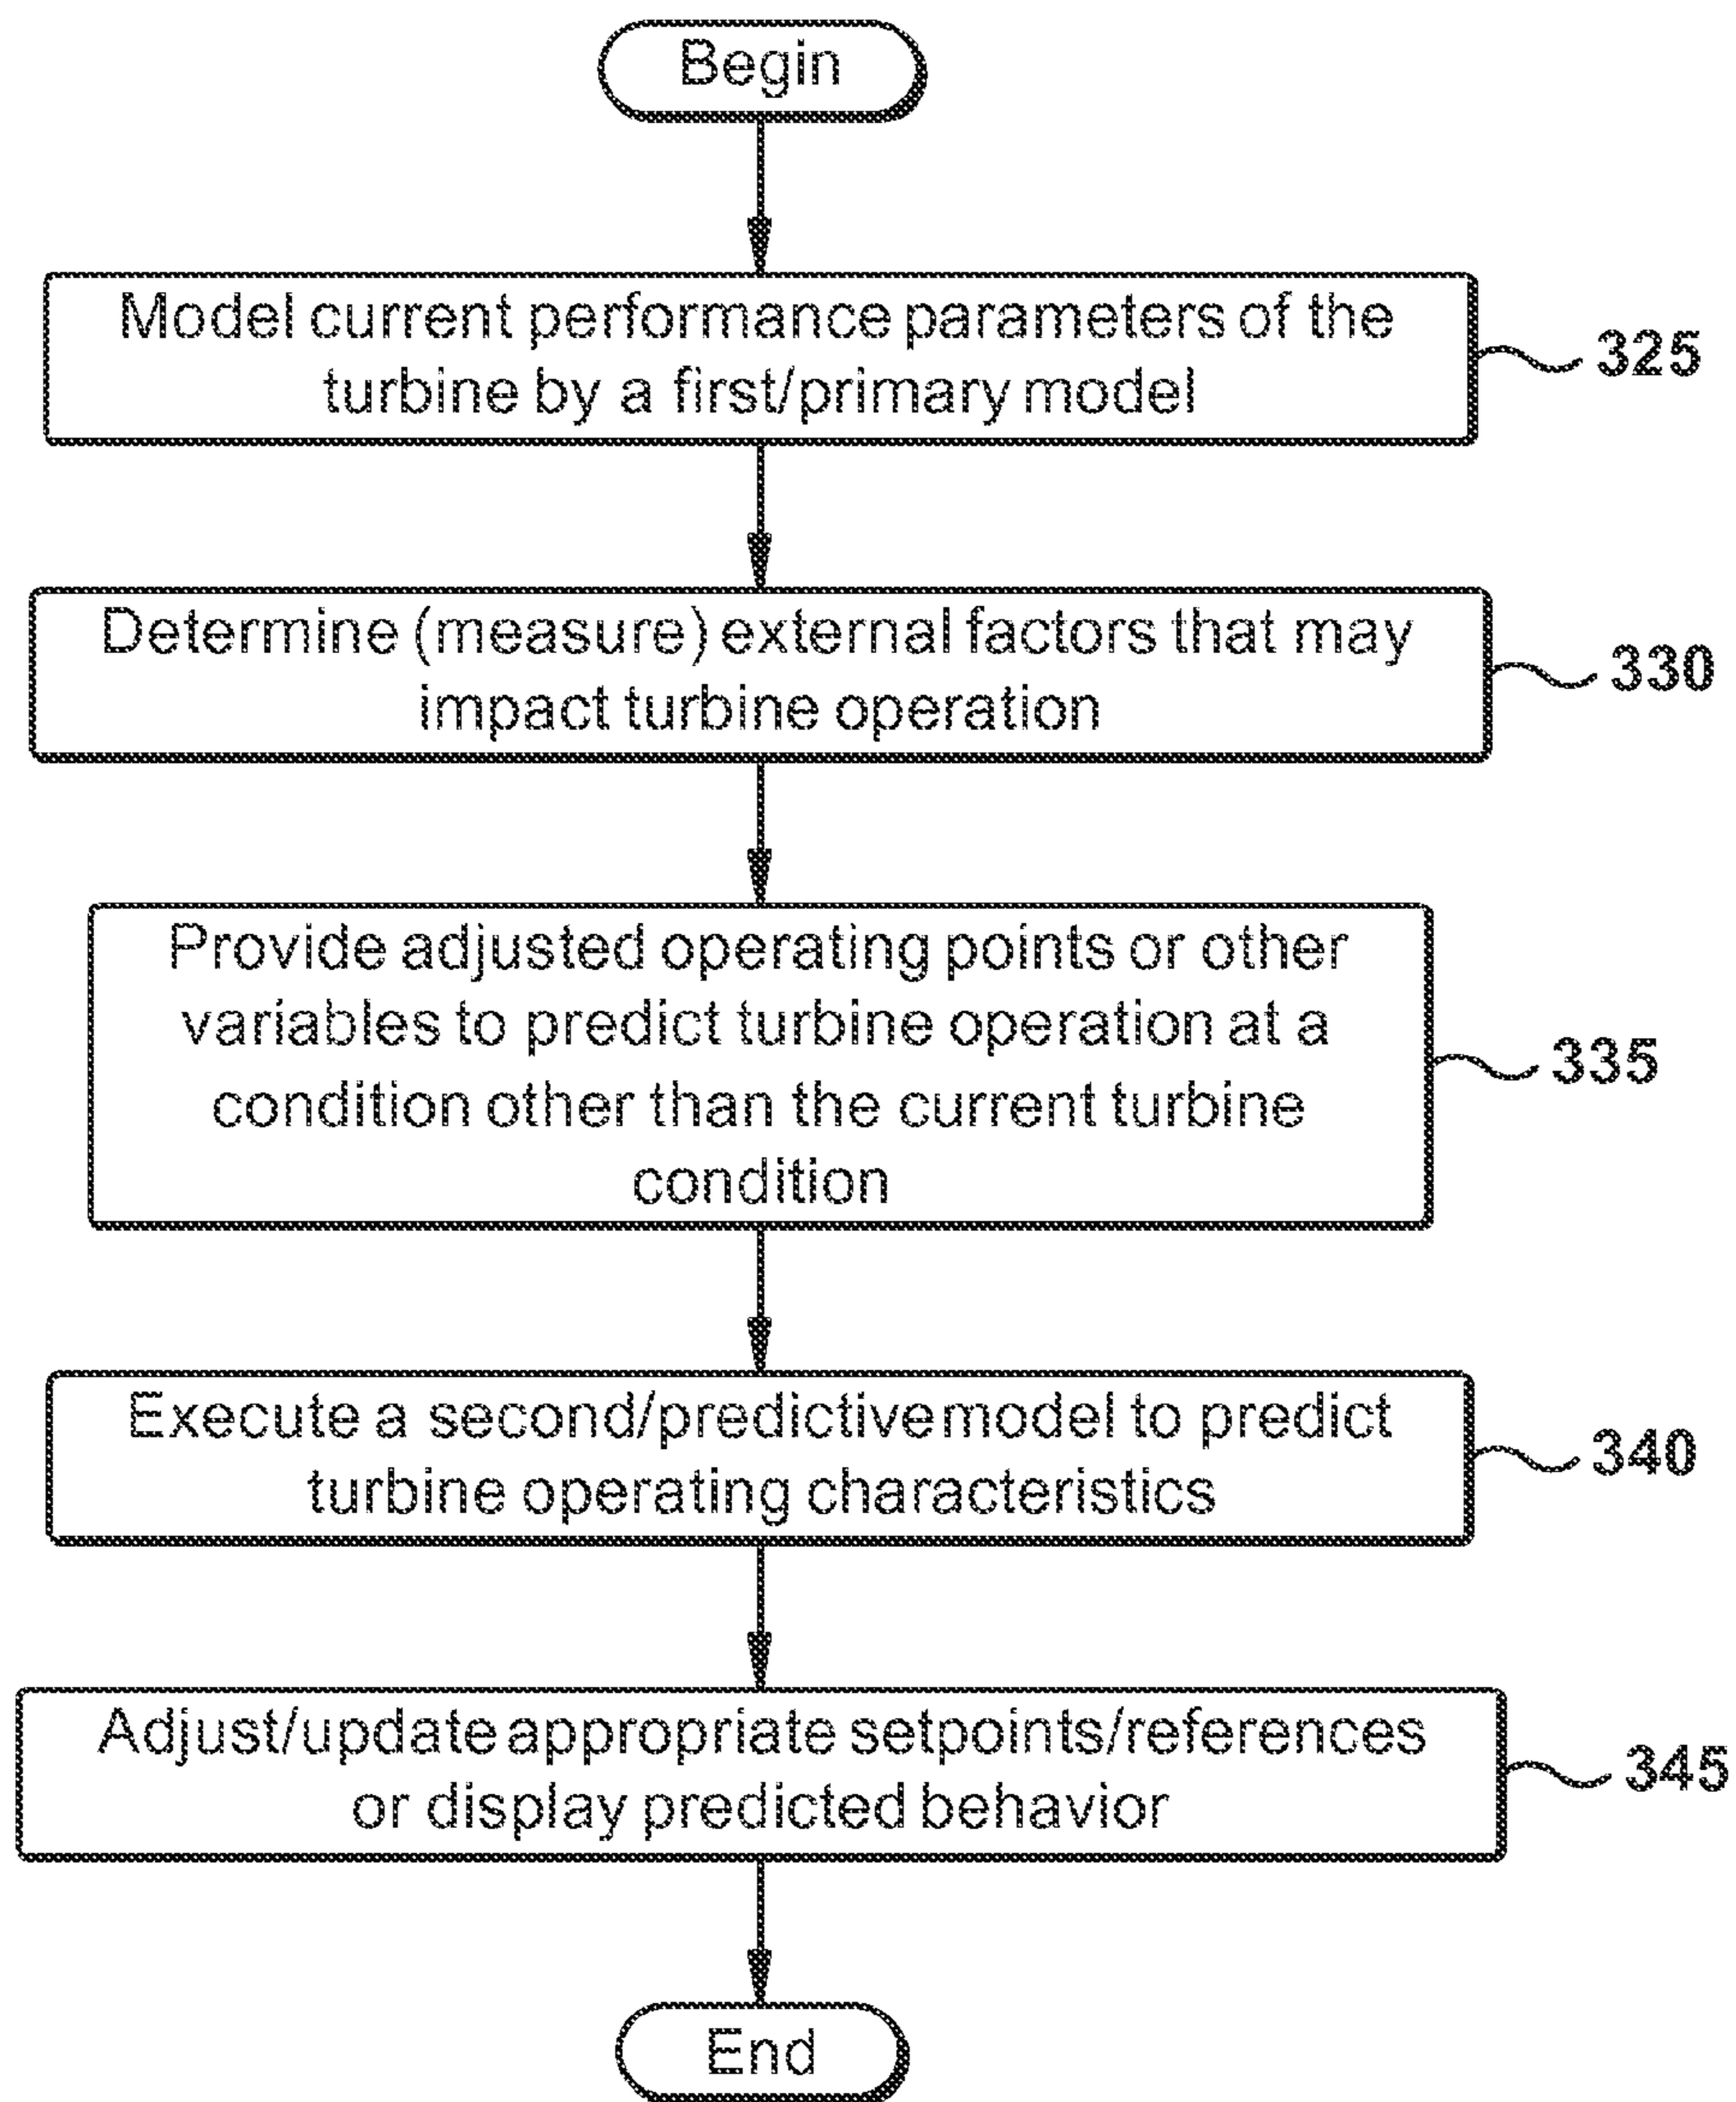 Begin
Model current performance parameters of the
turbine by a first/primary model
325
Determine (measure) external factors that may
impact turbine operation
330
Provide adjusted operating points or other
variables to predict turbine operation at a
condition other than the current turbine
condition
335
Execute a second/predictive model to predict
turbine operating characteristics
340
Adjust/update appropriate setpoints/references
or display predicted behavior
345
End